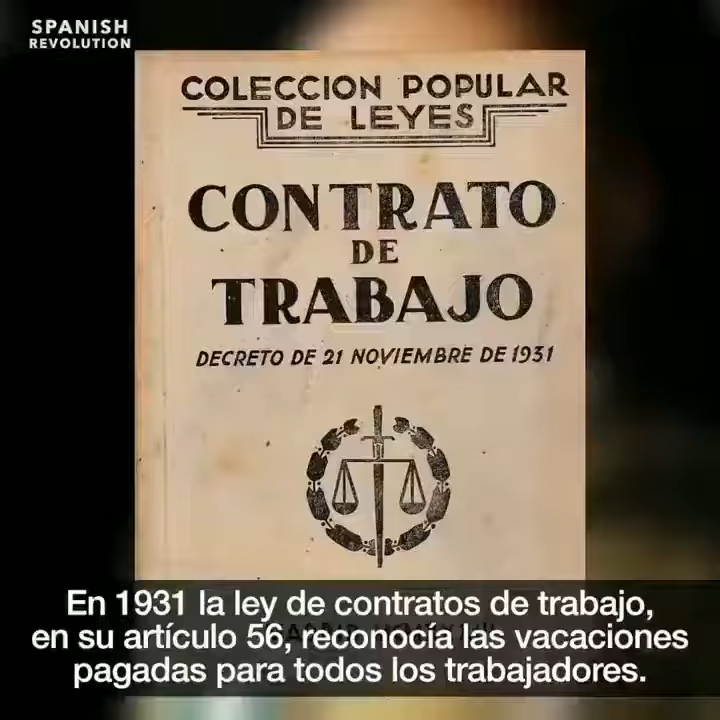 SPANISH
REVOLUTION
COLECCION POPULAR
DE LEYES
CONTRATO
DE
TRABAJO
DECRETO DE 21 NOVIEMBRE DE 1931
En 1931 la ley de contratos de trabajo,
en su artículo 56, reconocía las vacaciones
pagadas para todos los trabajadores.